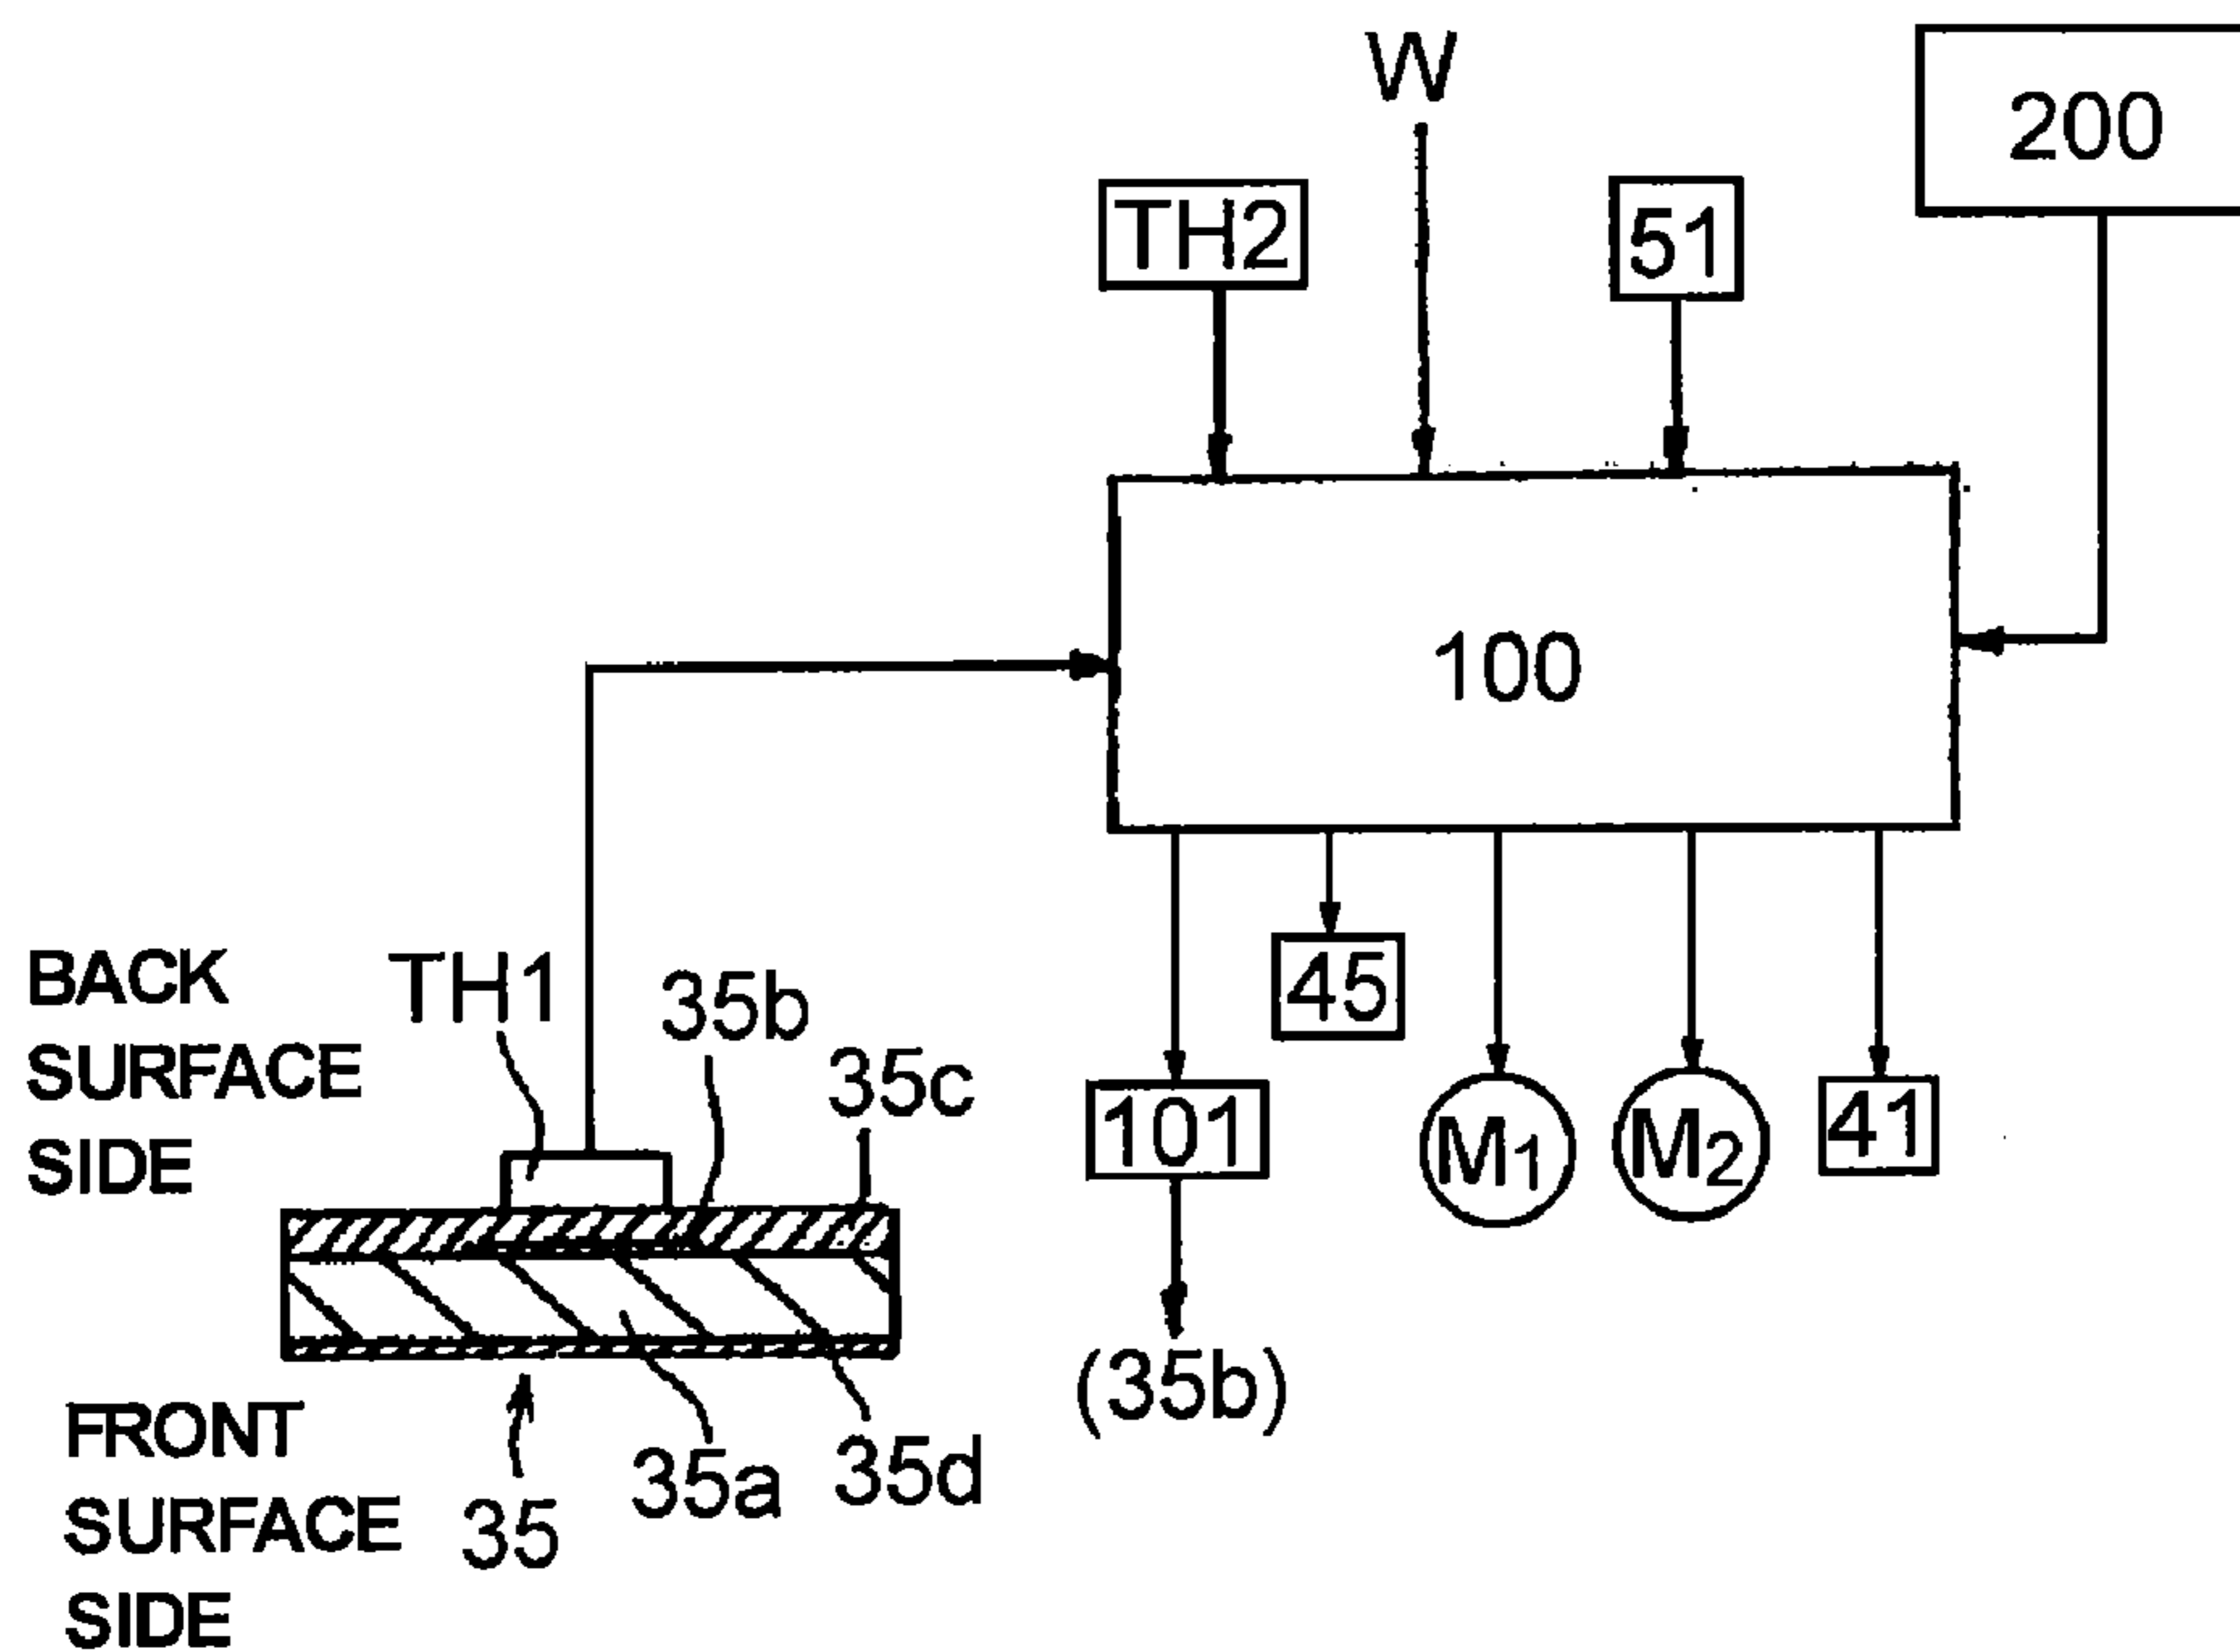 W
200
TH2
51
100
BACK
SURFACE
SIDE
TH1
35b
35c
45
101
M1
M2
41
(35b)
FRONT
SURFACE
SIDE
35
35a
35d